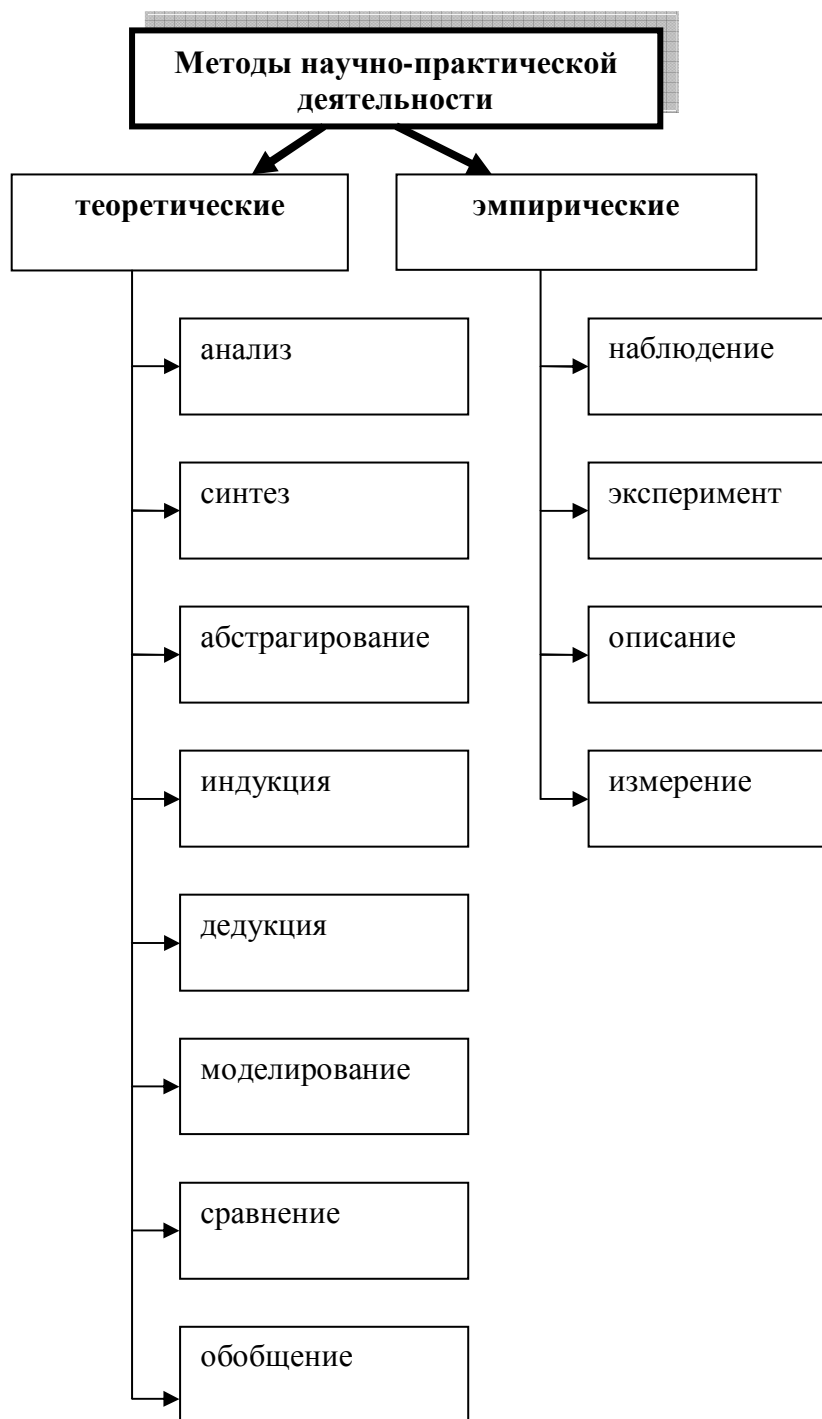 Методы научно-практической
деятельности
теоретические
эмпирические
анализ
наблюдение
синтез
эксперимент
абстрагирование
описание
индукция
измерение
дедукция
моделирование
сравнение
обобщение